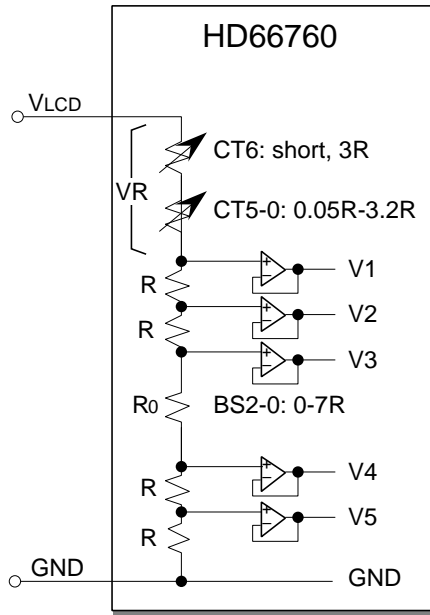 HD66760
VLCD
CT6: short, 3R
VR
CT5-0: 0.05R-3.2R
V1
R
V2
R
V3
R0
BS2-0: 0-7R
V4
R
V5
R
GND
GND